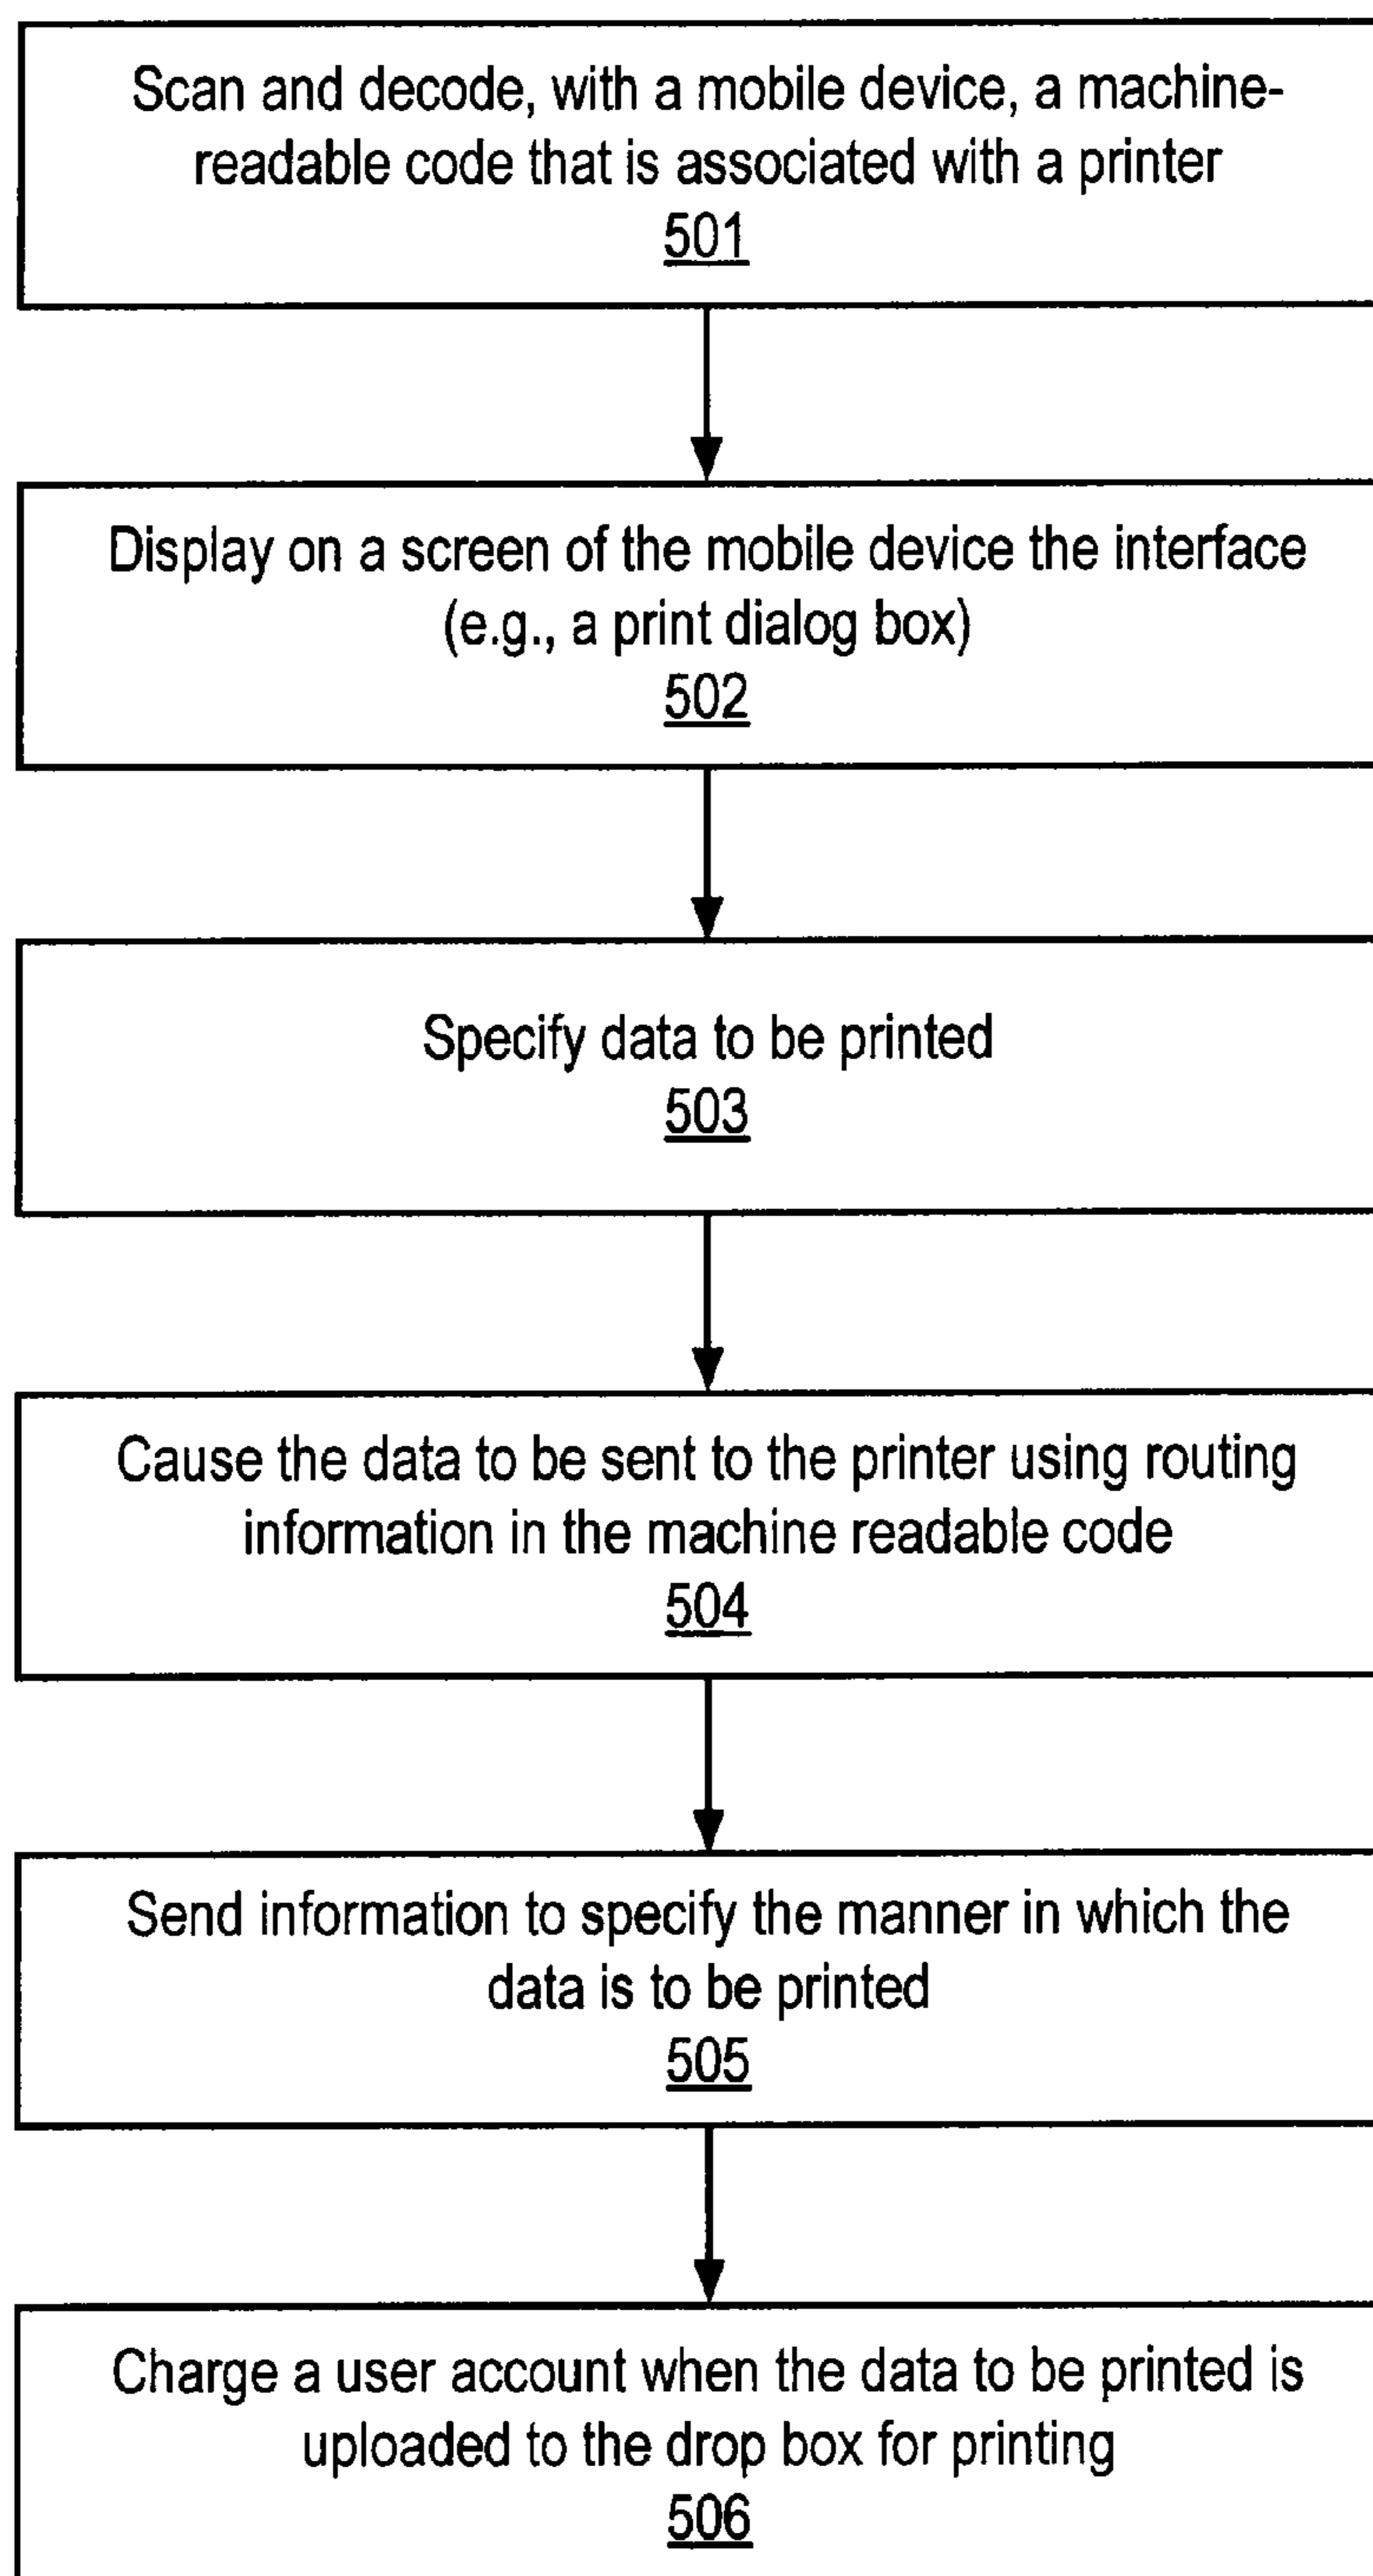 Scan and decode, with a mobile device, a machine-
readable code that is associated with a printer
501
Display on a screen of the mobile device the interface
(e.g., a print dialog box)
502
Specify data to be printed
503
Cause the data to be sent to the printer using routing
information in the machine readable code
504
Send information to specify the manner in which the
data is to be printed
505
Charge a user account when the data to be printed is
uploaded to the drop box for printing
506